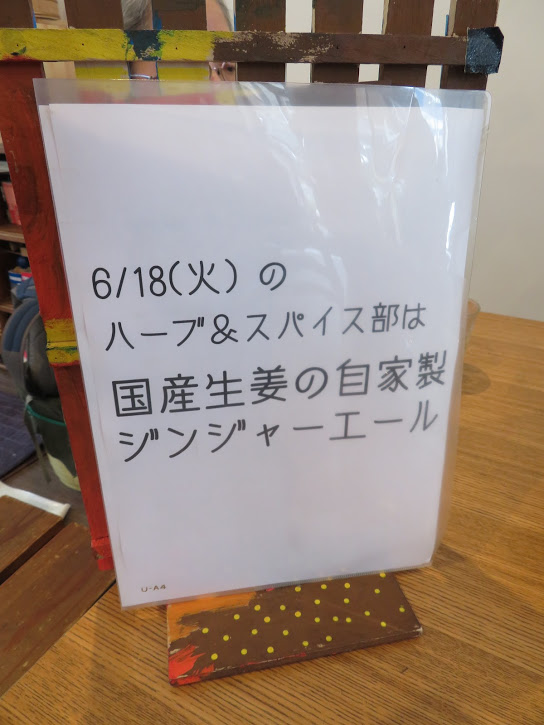 6/18(火)の
ハーブ&スパイス部は
国産生姜の自家製
ジンジャーエール
U-A4